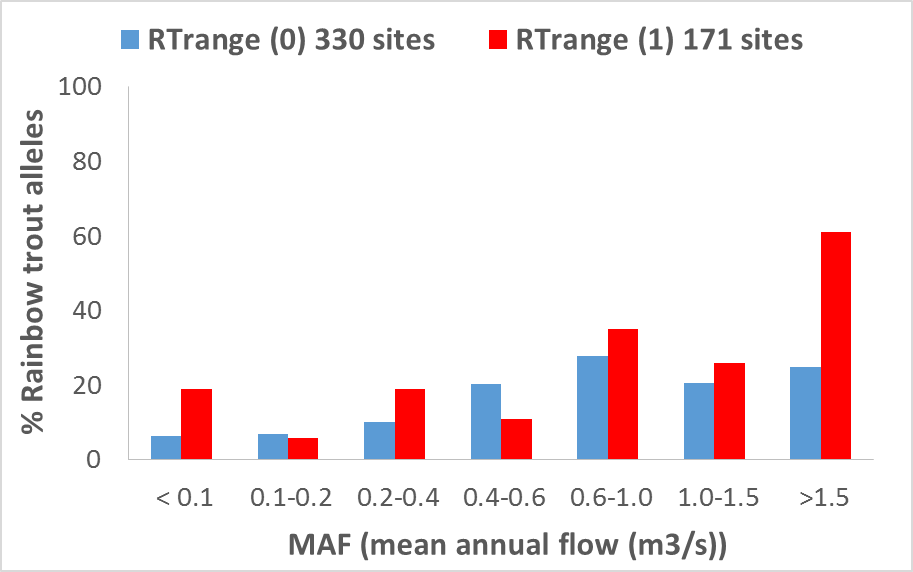 RTrange (0) 330 sites RTrange (1) 171 sites
% Rainbow trout alleles
100
80
60
40
20
0
< 0.1 0.1-0.2 0.2-0.4 0.4-0.6 0.6-1.0 1.0-1.5 >1.5
MAF (mean annual flow (m3/s))